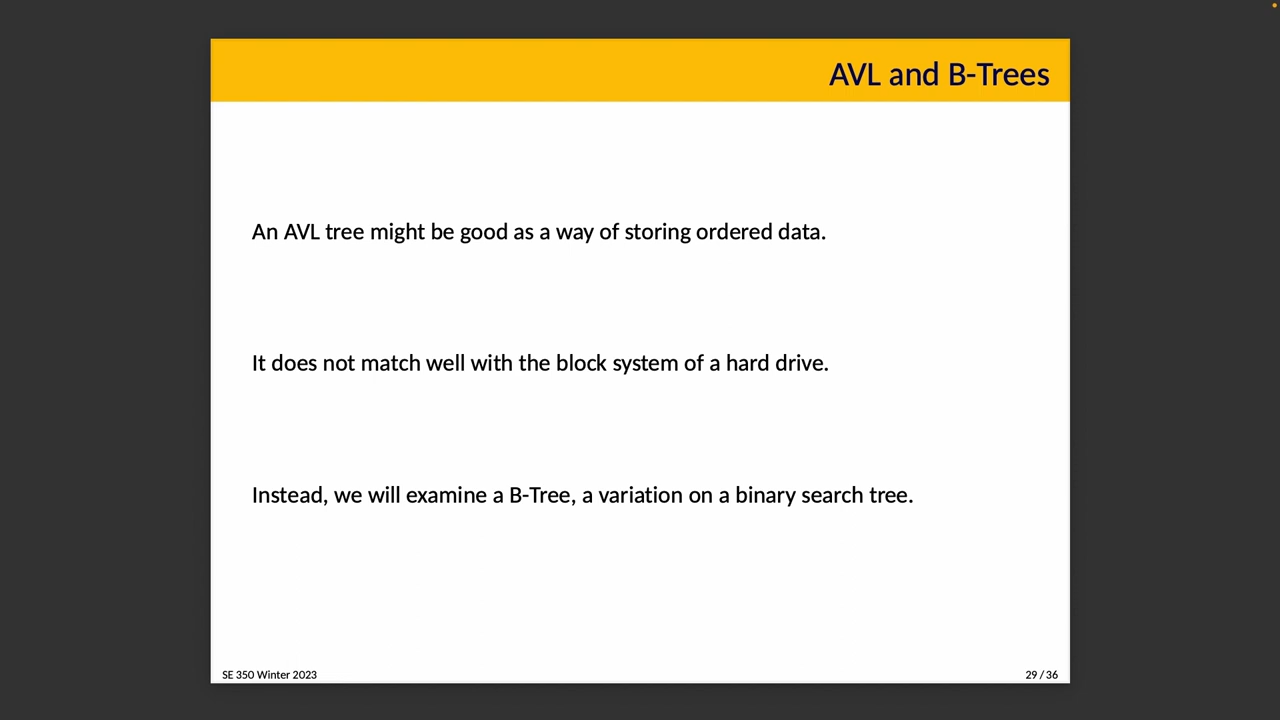 AVL and B-Trees
An AVL tree might be good as a way of storing ordered data.
It does not match well with the block system of a hard drive.
Instead, we will examine a B-Tree, a variation on a binary search tree.
SE 350 Winter 2023
29 / 36